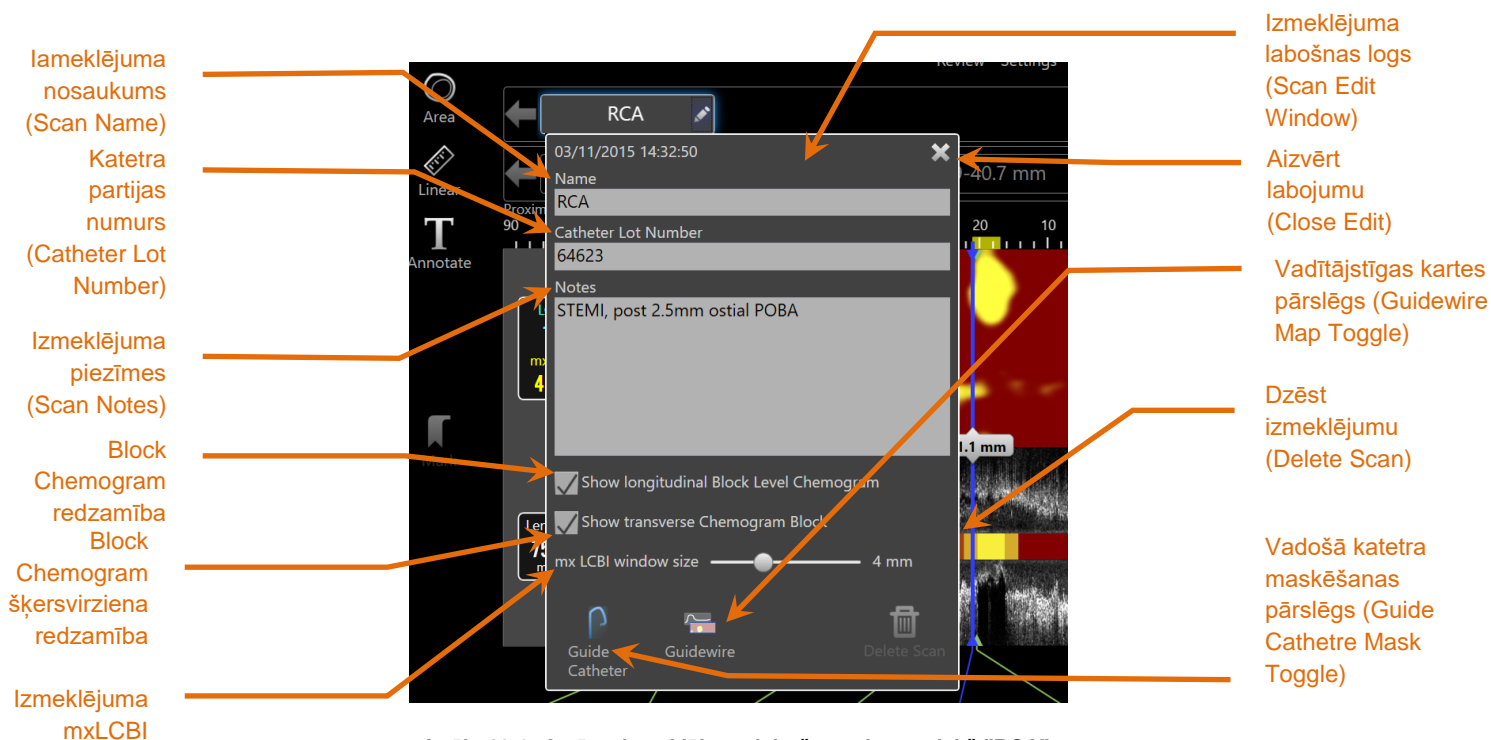 Iameklējuma
nosaukums
(Scan Name)
Katetra
partijas
numurs
(Catheter Lot
Number)
Izmeklējuma
piezīmes
(Scan Notes)
Block
Chemogram
redzamība
Block
Chemogram
šķersvirziena
redzamība
Izmeklējuma
mxLCBI
Review Settings
Area
Linear
Annotate
RCA
03/11/2015 14:32:50
Name
RCA
Catheter Lot Number
64623
Notes
STEMI, post 2.5mm ostial POBA
Show longitudinal Block Level Chemogram
Show transverse Chemogram Block
mx LCBI window size 4 mm
Guide
Catheter
Guidewire
Delete Scan
-40.7 mm
90
20 10
1.1 mm
Izmeklējuma
labošnas logs
(Scan Edit
Window)
Aizvērt
labojumu
(Close Edit)
Vadītājstīgas kartes
pārslēgs (Guidewire
Map Toggle)
Dzēst
izmeklējumu
(Delete Scan)
Vadošā katetra
maskēšanas
pārslēgs (Guide
Cathetre Mask
Toggle)